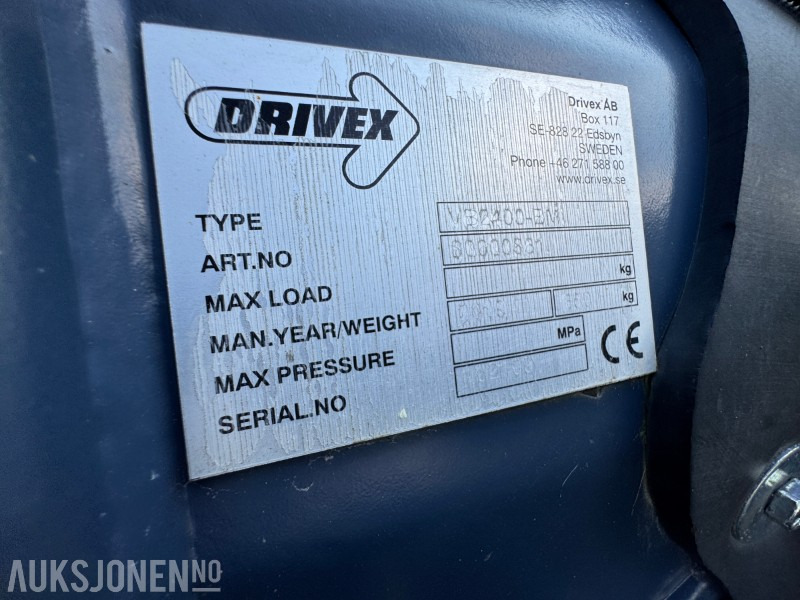 DRIVEX
Drivex AB
Box 117
SE-828 22 Edsbyn
SWEDEN
Phone +46 271 588 00
www.drivex.se
TYPE
ART.NO
MAX LOAD kg
MAN.YEAR/WEIGHT kg
MAX PRESSURE MPa
SERIAL.NO
CE
AUKSJONEN.NO